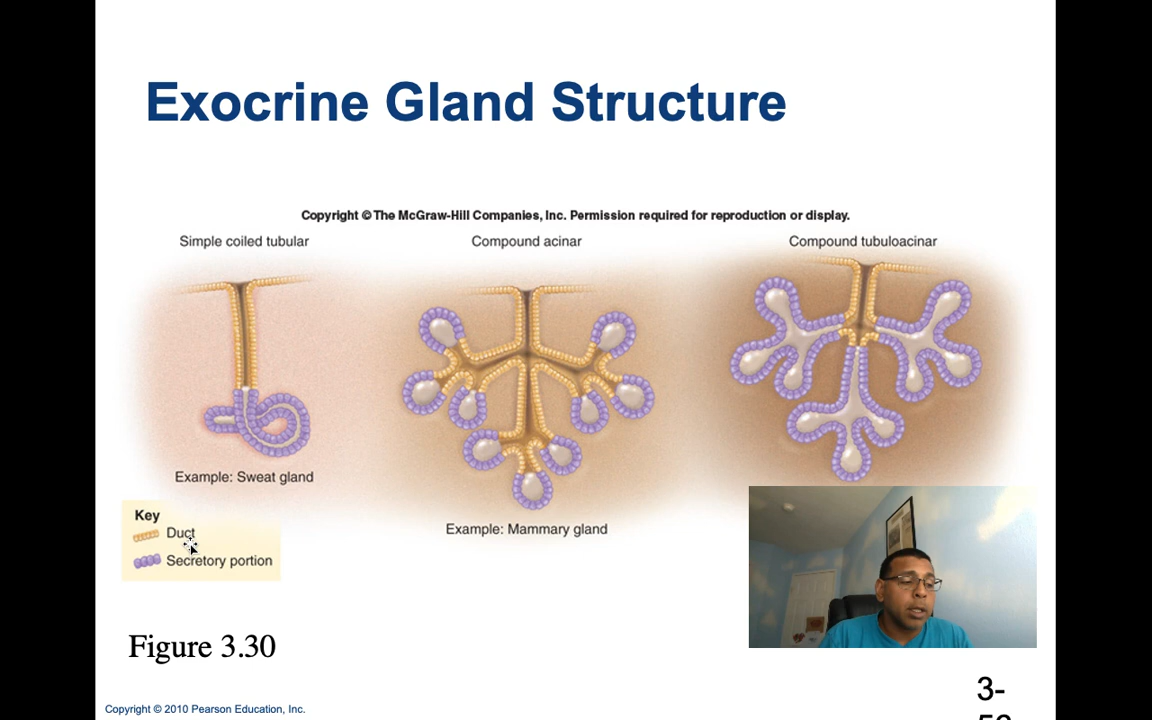 Exocrine Gland Structure
Copyright © The McGraw-Hill Companies, Inc. Permission required for reproduction or display.
Simple coiled tubular
Compound acinar
Compound tubuloacinar
Example: Sweat gland
Example: Mammary gland
Key
Duct
Secretory portion
Figure 3.30
3-
Copyright © 2010 Pearson Education, Inc.